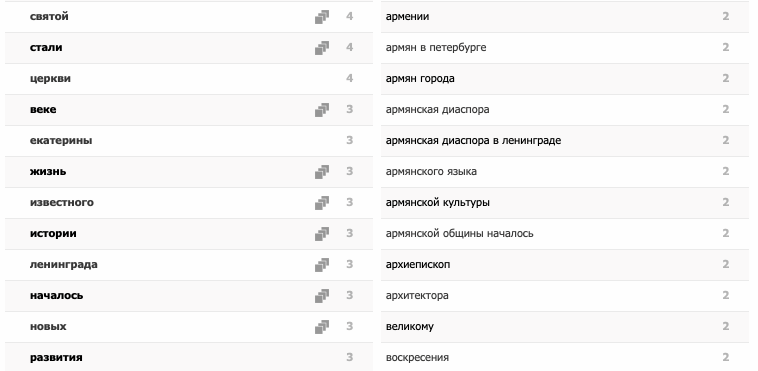 святой 4
стали 4
церкви 4
веке 3
екатерины 3
жизнь 3
известного 3
истории 3
ленинграда 3
началось 3
новых 3
развития 3
армении 2
армян в петербурге 2
армян города 2
армянская диаспора 2
армянская диаспора в ленинграде 2
армянского языка 2
армянской культуры 2
армянской общины началось 2
архиепископ 2
архитектора 2
великому 2
воскресения 2